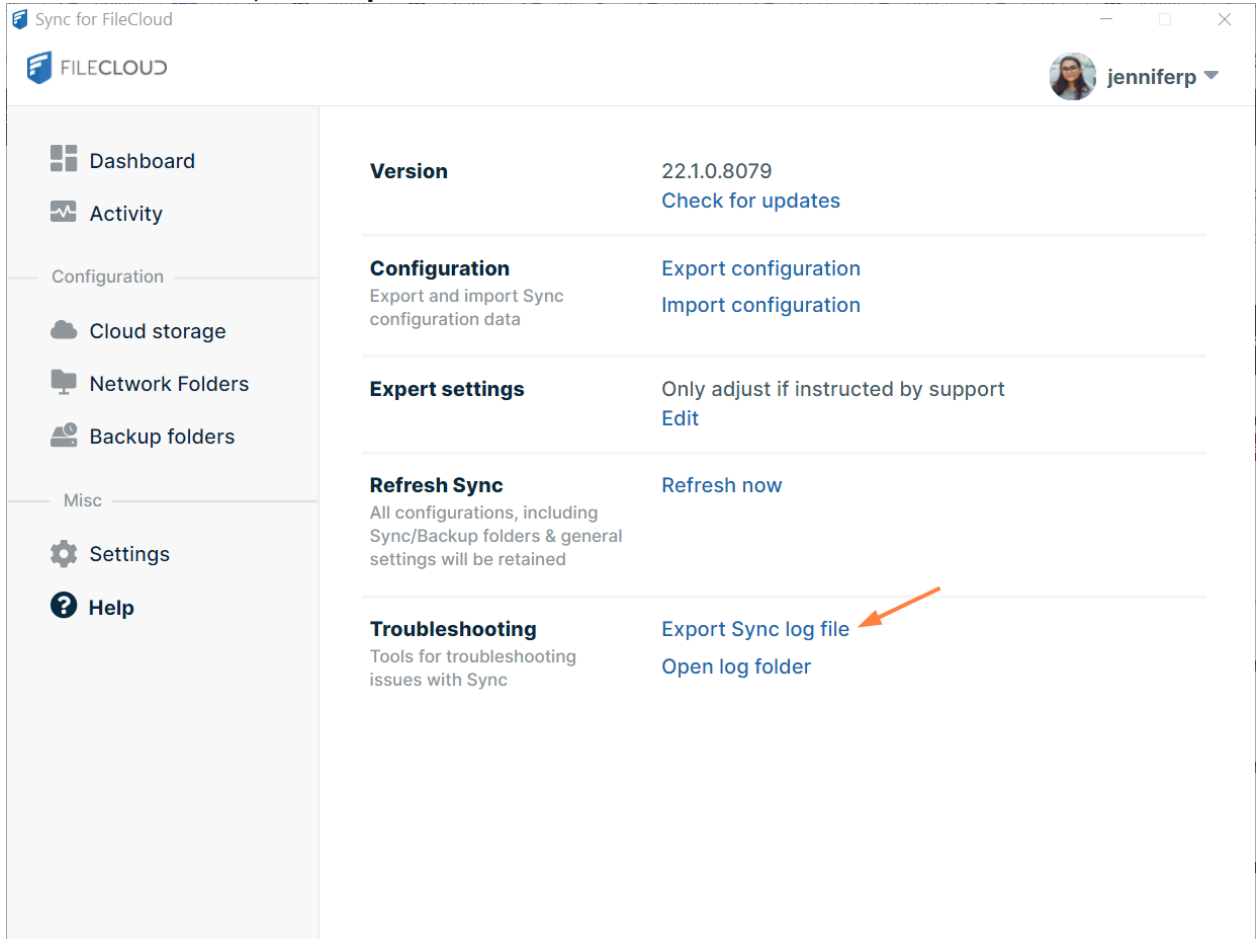 Sync for FileCloud
FILECLOUD
jenniferp
Dashboard
Activity
Configuration
Cloud storage
Network Folders
Backup folders
Misc
Settings
Help
Version
22.1.0.8079
Check for updates
Configuration
Export and import Sync
configuration data
Export configuration
Import configuration
Expert settings
Only adjust if instructed by support
Edit
Refresh Sync
All configurations, including
Sync/Backup folders & general
settings will be retained
Refresh now
Troubleshooting
Tools for troubleshooting
issues with Sync
Export Sync log file
Open log folder